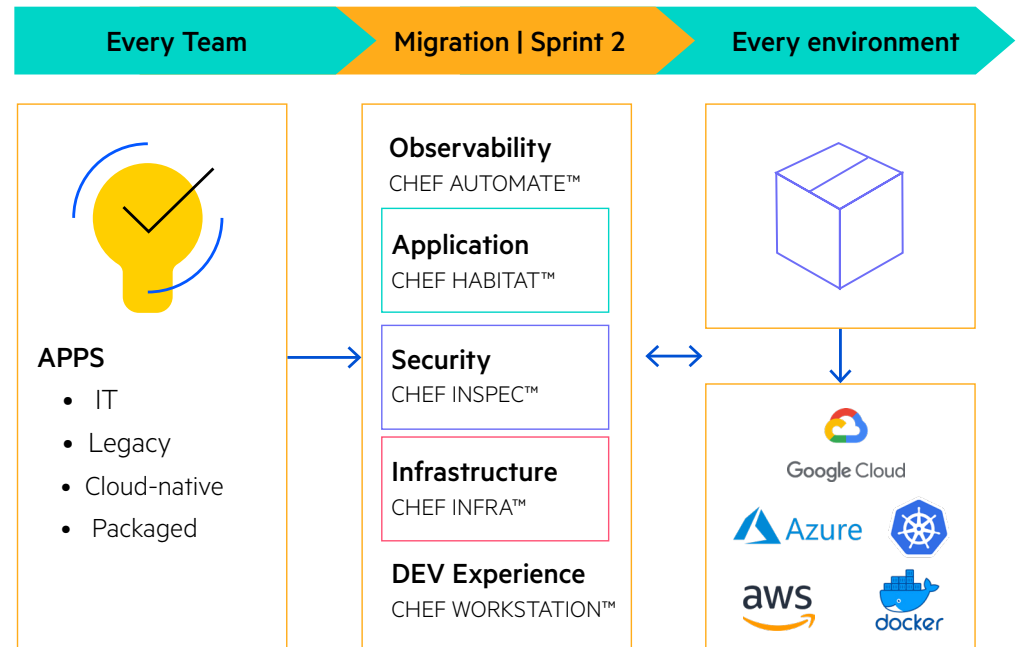 Every Team
Migration | Sprint 2
Every environment
APPS
• IT
• Legacy
• Cloud-native
• Packaged
Observability
CHEF AUTOMATE™
Application
CHEF HABITAT™
Security
CHEF INSPEC™
Infrastructure
CHEF INFRA™
DEV Experience
CHEF WORKSTATION™
Google Cloud
Azure
aws
docker